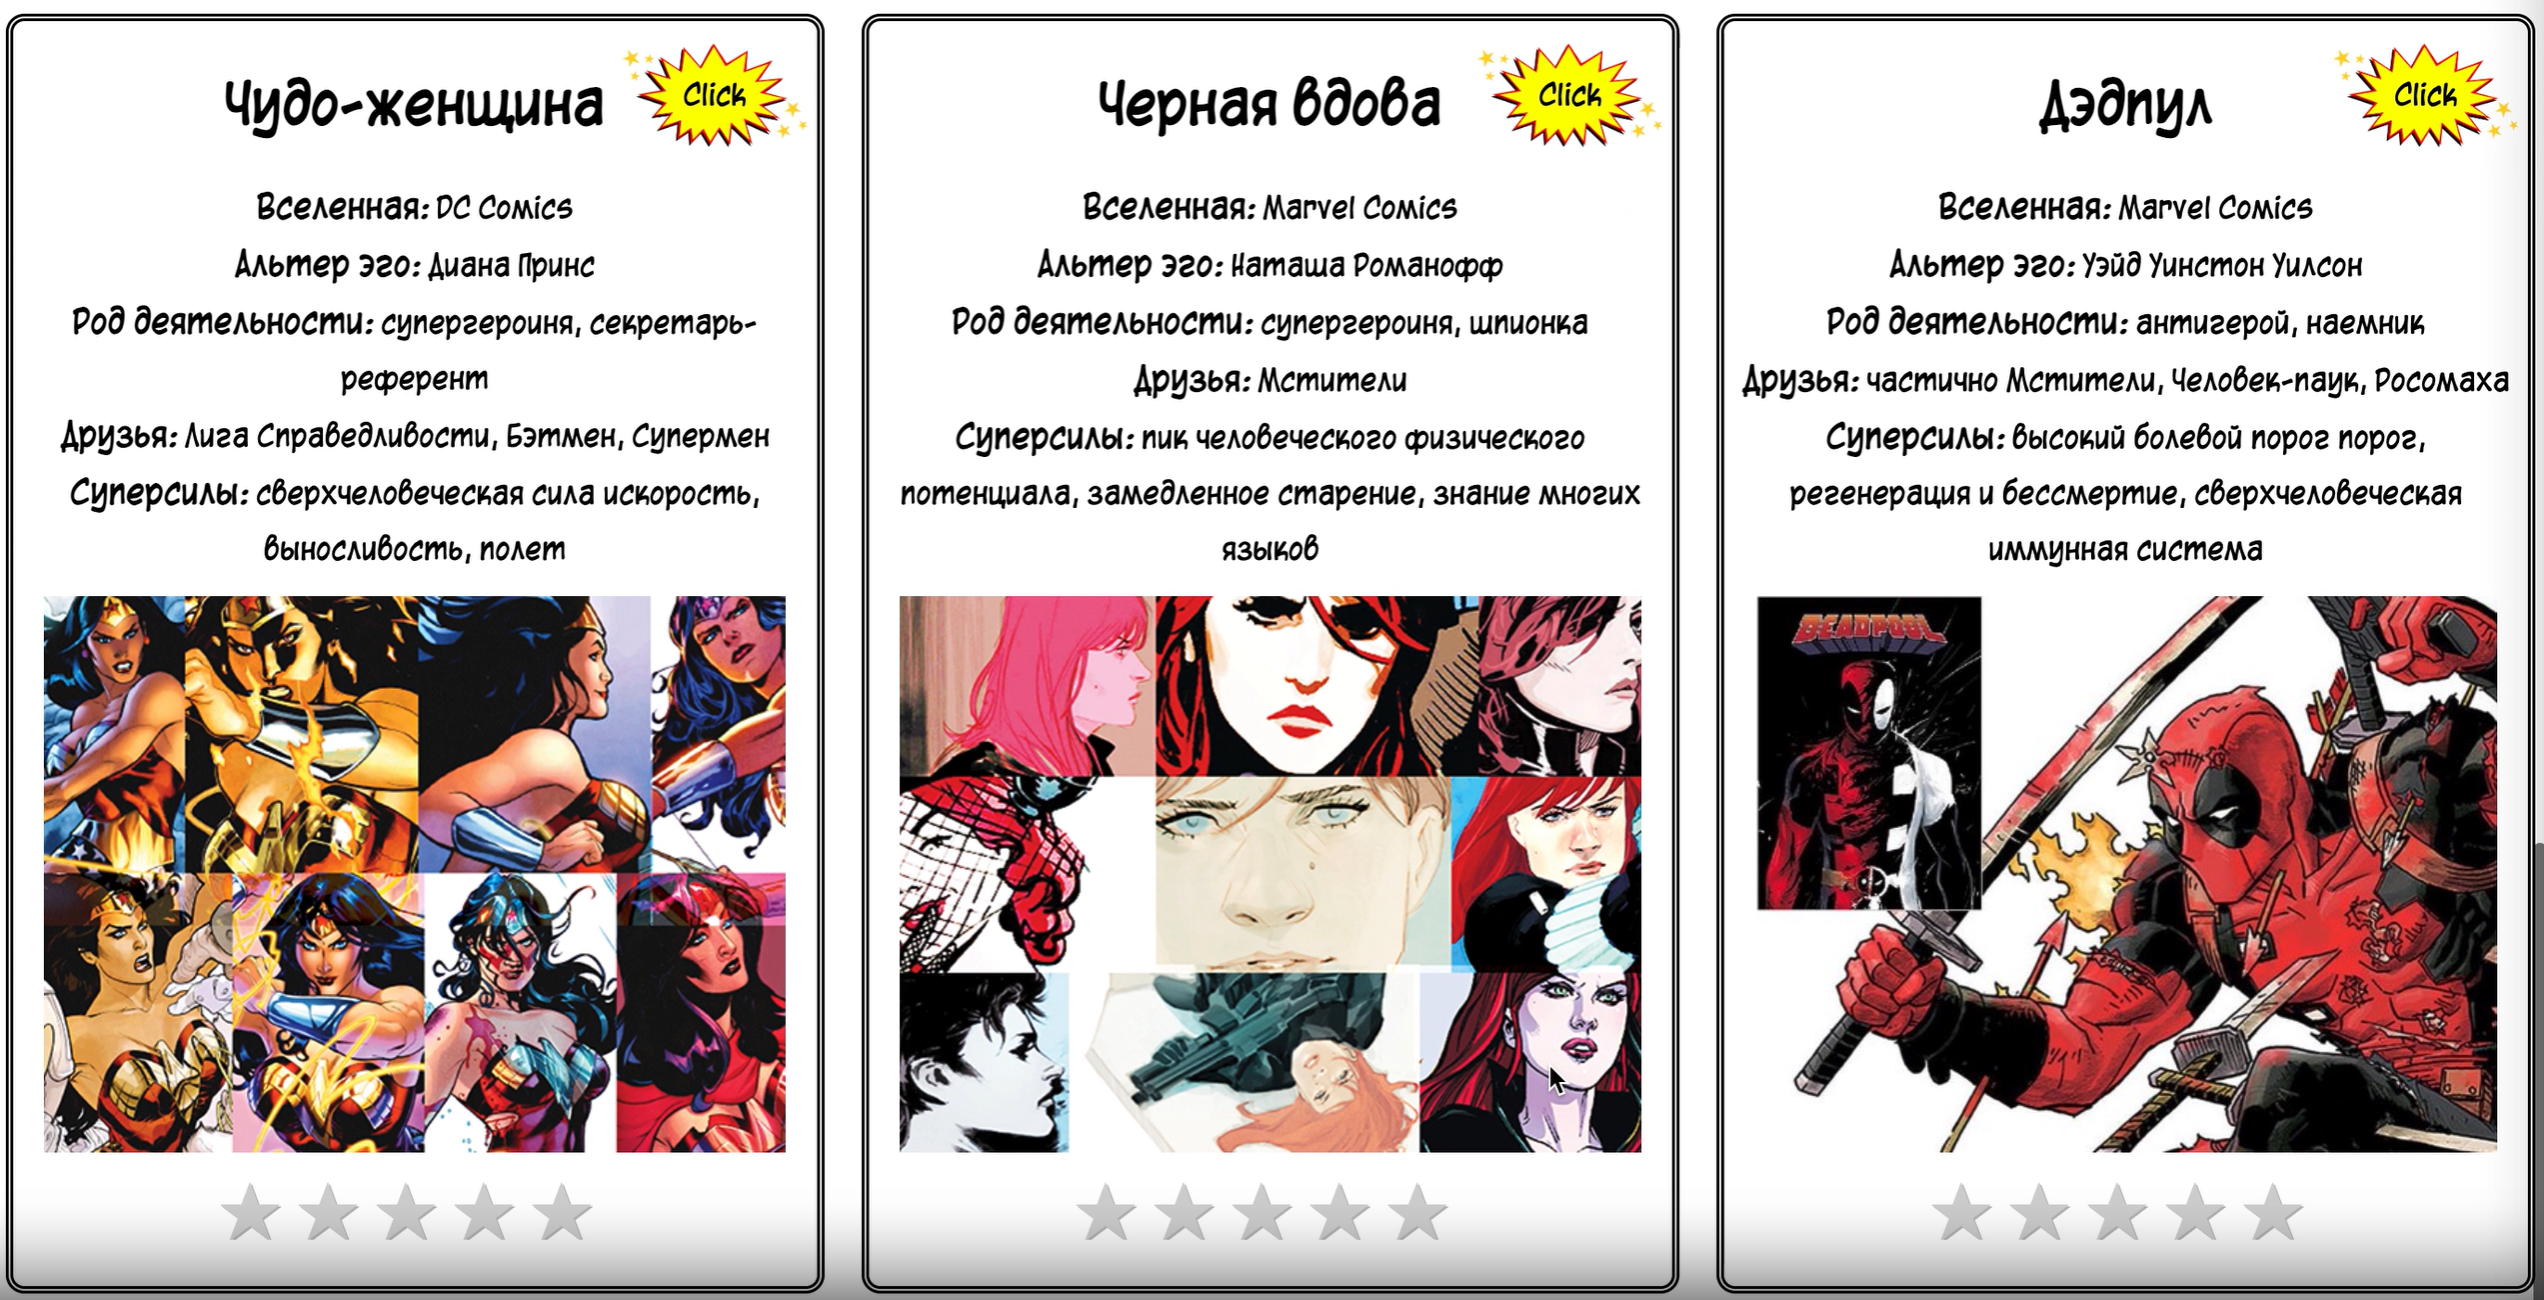 Чудо-женщина
Click
Вселенная: DC Comics
Альтер эго: Диана Принс
Род деятельности: супергероиня, секретарь-
референт
Друзья: Лига Справедливости, Бэтмен, Супермен
Суперсилы: сверхчеловеческая сила искорость,
выносливость, полет
Черная вдова
Click
Вселенная: Marvel Comics
Альтер эго: Наташа Романофф
Род деятельности: супергероиня, шпионка
Друзья: Мстители
Суперсилы: пик человеческого физического
потенциала, замедленное старение, знание многих
языков
Дэдпул
Click
Вселенная: Marvel Comics
Альтер эго: Уэйд Уинстон Уилсон
Род деятельности: антигерой, наемник
Друзья: частично Мстители, Человек-паук, Росомаха
Суперсилы: высокий болевой порог порог,
регенерация и бессмертие, сверхчеловеческая
иммунная система
DEADPOOL